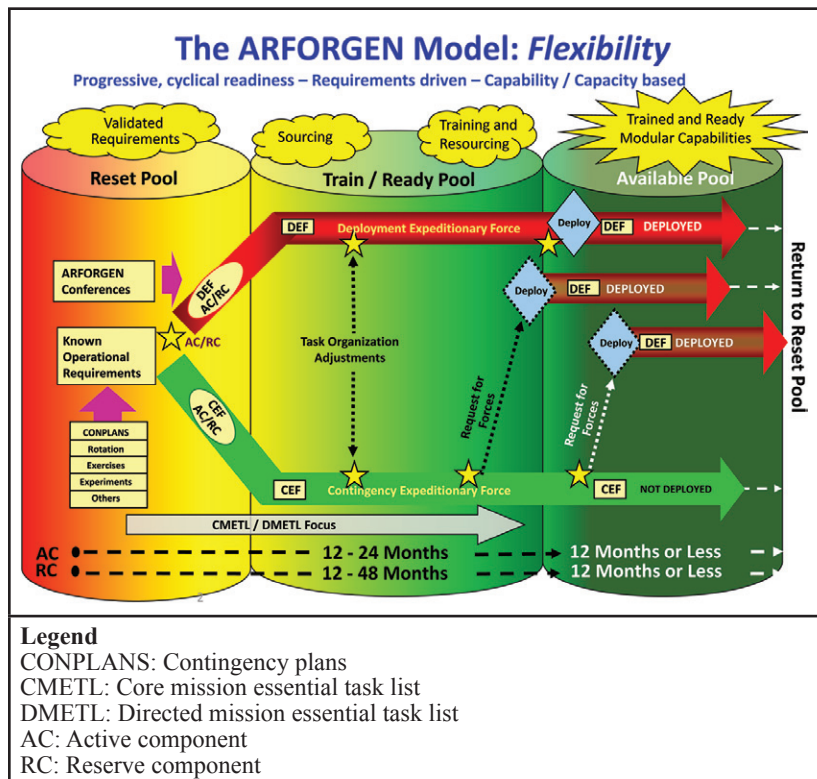 The ARFORGEN Model: Flexibility
Progressive, cyclical readiness – Requirements driven – Capability / Capacity based
Validated
Requirements
Sourcing
Training and
Resourcing
Trained and Ready
Modular Capabilities
Reset Pool
Train / Ready Pool
Available Pool
DEF
Deployment Expeditionary Force
Deploy
DEF
DEPLOYED
ARFORGEN
Conferences
DEF
AC/RC
Deploy
DEF
DEPLOYED
Known
Operational
Requirements
AC/RC
Task Organization
Adjustments
Deploy
DEF
DEPLOYED
Return to Reset Pool
Request for
Forces
Request for
Forces
CEF
AC/RC
CONPLANS
Rotation
Exercises
Experiments
Others
CEF
Contingency Expeditionary Force
CEF
NOT DEPLOYED
CMETL / DMETL Focus
AC
12 - 24 Months
12 Months or Less
RC
12 - 48 Months
12 Months or Less
2
Legend
CONPLANS: Contingency plans
CMETL: Core mission essential task list
DMETL: Directed mission essential task list
AC: Active component
RC: Reserve component